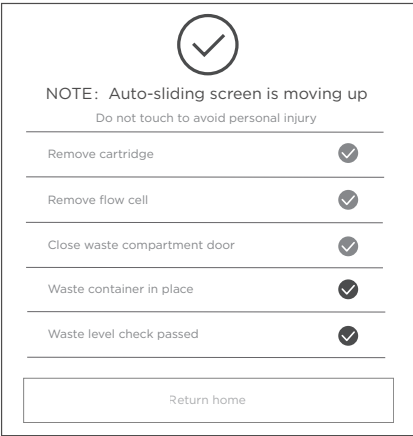 NOTE: Auto-sliding screen is moving up
Do not touch to avoid personal injury
Remove cartridge
Remove flow cell
Close waste compartment door
Waste container in place
Waste level check passed
Return home